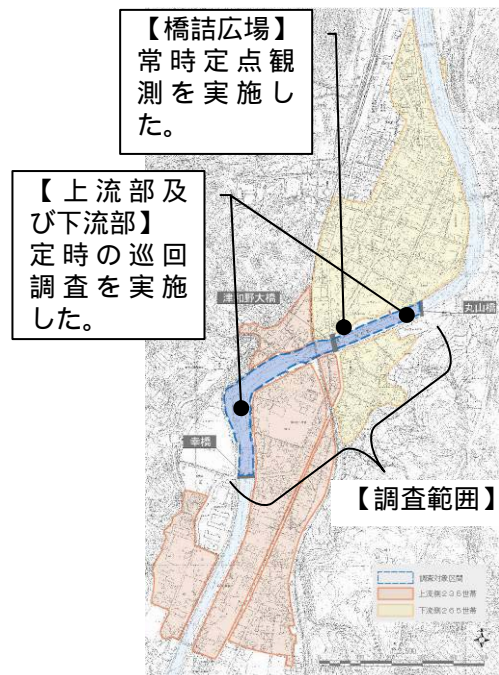 【橋詰広場】
常時定点観
測を実施し
た。
【上流部及
び下流部】
定時の巡回
調査を実施
した。
津和野大橋
丸山橋
幸橋
【調査範囲】
調査対象区間
上流側235世帯
下流側265世帯